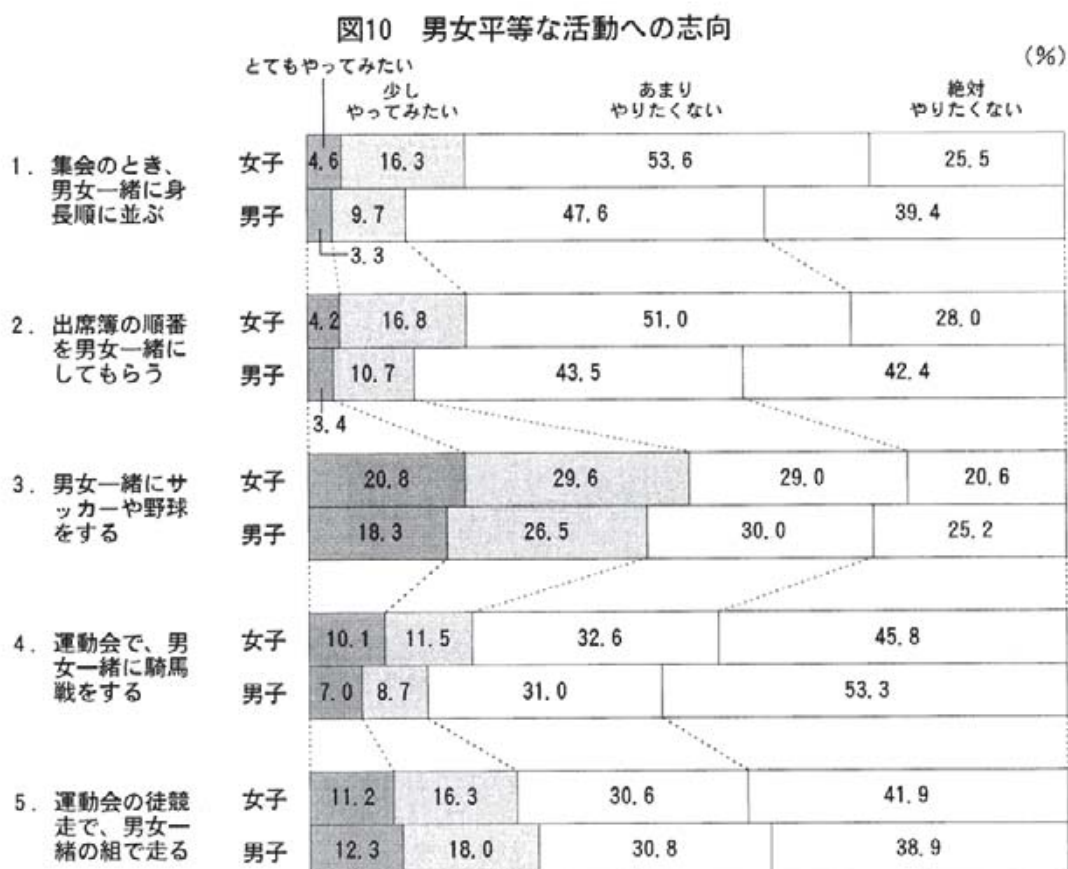 図10 男女平等な活動への志向
(%)
とてもやってみたい
少し
やってみたい
あまり
やりたくない
絶対
やりたくない
1. 集会のとき、
男女一緒に身
長順に並ぶ
女子 4.6 16.3 53.6 25.5
男子 9.7 47.6 39.4
3.3
2. 出席簿の順番
を男女一緒に
してもらう
女子 4.2 16.8 51.0 28.0
男子 10.7 43.5 42.4
3.4
3. 男女一緒にサ
ッカーや野球
をする
女子 20.8 29.6 29.0 20.6
男子 18.3 26.5 30.0 25.2
4. 運動会で、男
女一緒に騎馬
戦をする
女子 10.1 11.5 32.6 45.8
男子 7.0 8.7 31.0 53.3
5. 運動会の徒競
走で、男女一
緒の組で走る
女子 11.2 16.3 30.6 41.9
男子 12.3 18.0 30.8 38.9